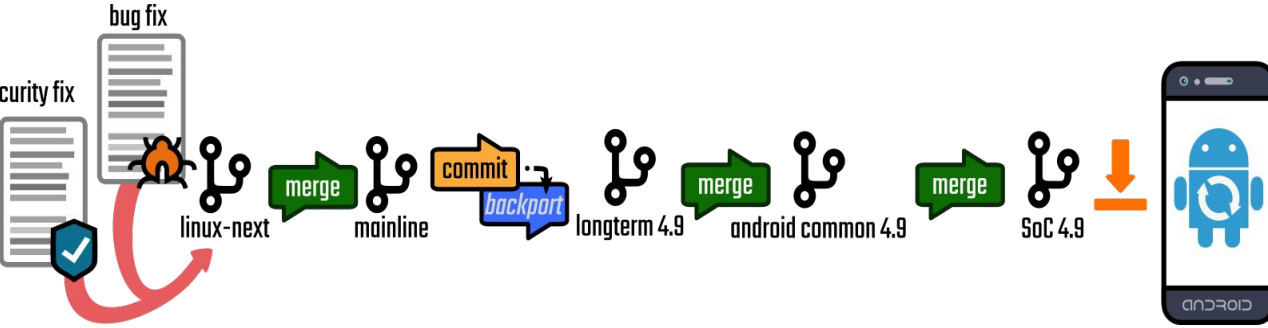 bug fix
curity fix
linux-next
merge
mainline
commit
backport
longterm 4.9
merge
android common 4.9
merge
SoC 4.9
ANDROID